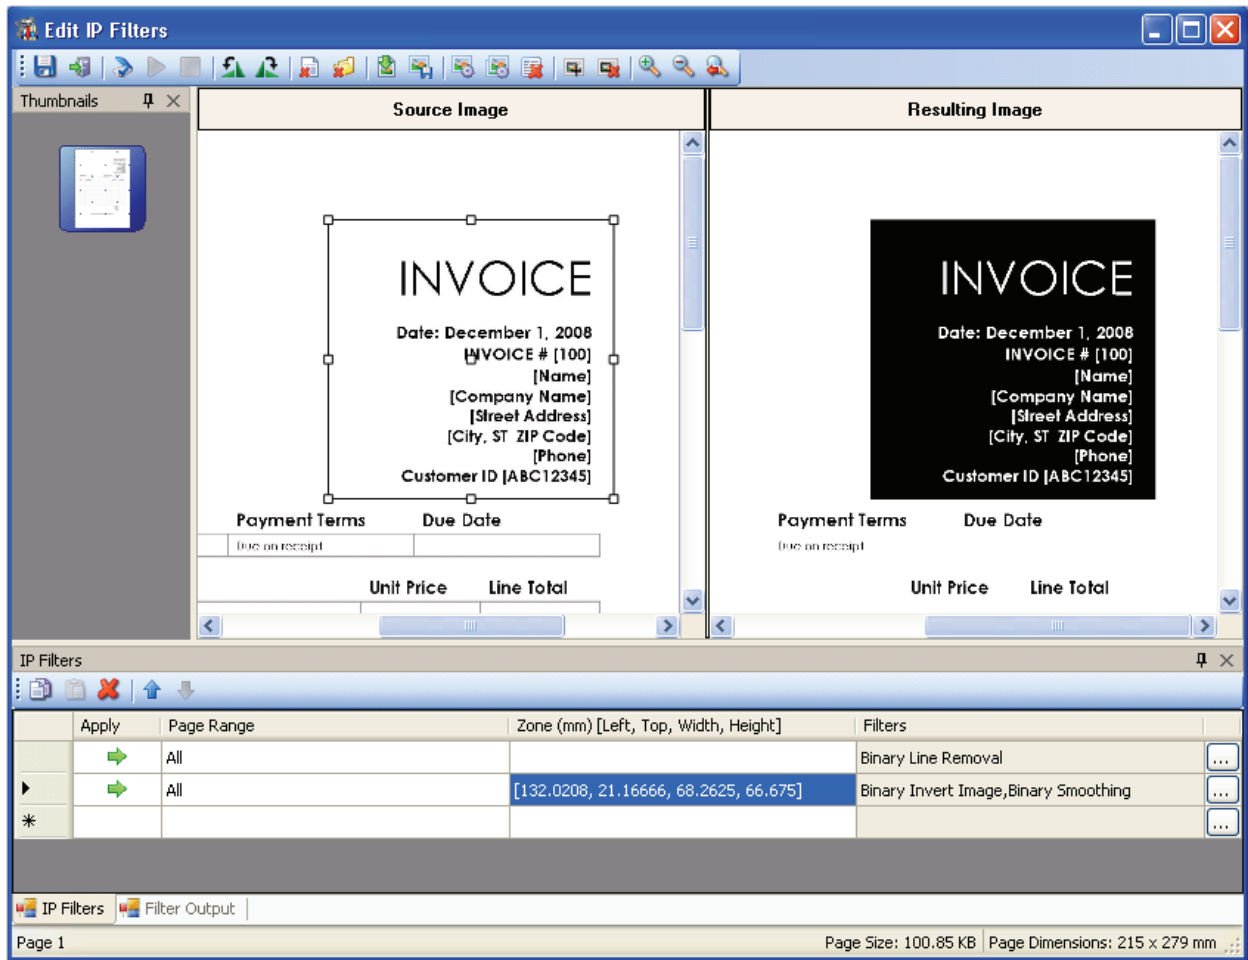 Edit IP Filters
Thumbnails
Source Image
Resulting Image
INVOICE
Date: December 1, 2008
INVOICE # [100]
[Name]
[Company Name]
[Street Address]
[City, ST ZIP Code]
[Phone]
Customer ID [ABC12345]
Payment Terms Due Date
Due on receipt
Unit Price Line Total
INVOICE
Date: December 1, 2008
INVOICE # [100]
[Name]
[Company Name]
[Street Address]
[City, ST ZIP Code]
[Phone]
Customer ID [ABC12345]
Payment Terms Due Date
Due on receipt
Unit Price Line Total
IP Filters
Apply Page Range Zone (mm) [Left, Top, Width, Height] Filters
All Binary Line Removal ...
All [132.0208, 21.16666, 68.2625, 66.675] Binary Invert Image,Binary Smoothing ...
...
IP Filters Filter Output
Page 1 Page Size: 100.85 KB Page Dimensions: 215 x 279 mm